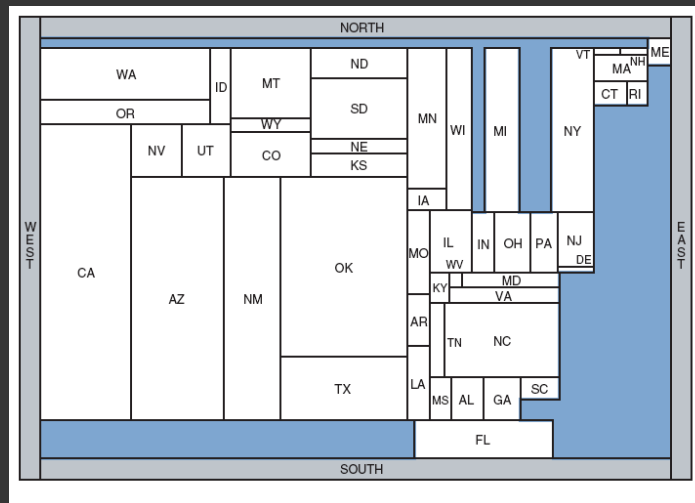 NORTH
WEST
EAST
SOUTH
WA
OR
ID
MT
WY
ND
SD
NE
KS
NV
UT
CO
CA
AZ
NM
OK
TX
MN
IA
WI
MI
MO
IL
WV
IN
OH
PA
NY
NJ
DE
VT
NH
MA
CT
RI
ME
KY
MD
VA
AR
TN
NC
LA
MS
AL
GA
SC
FL